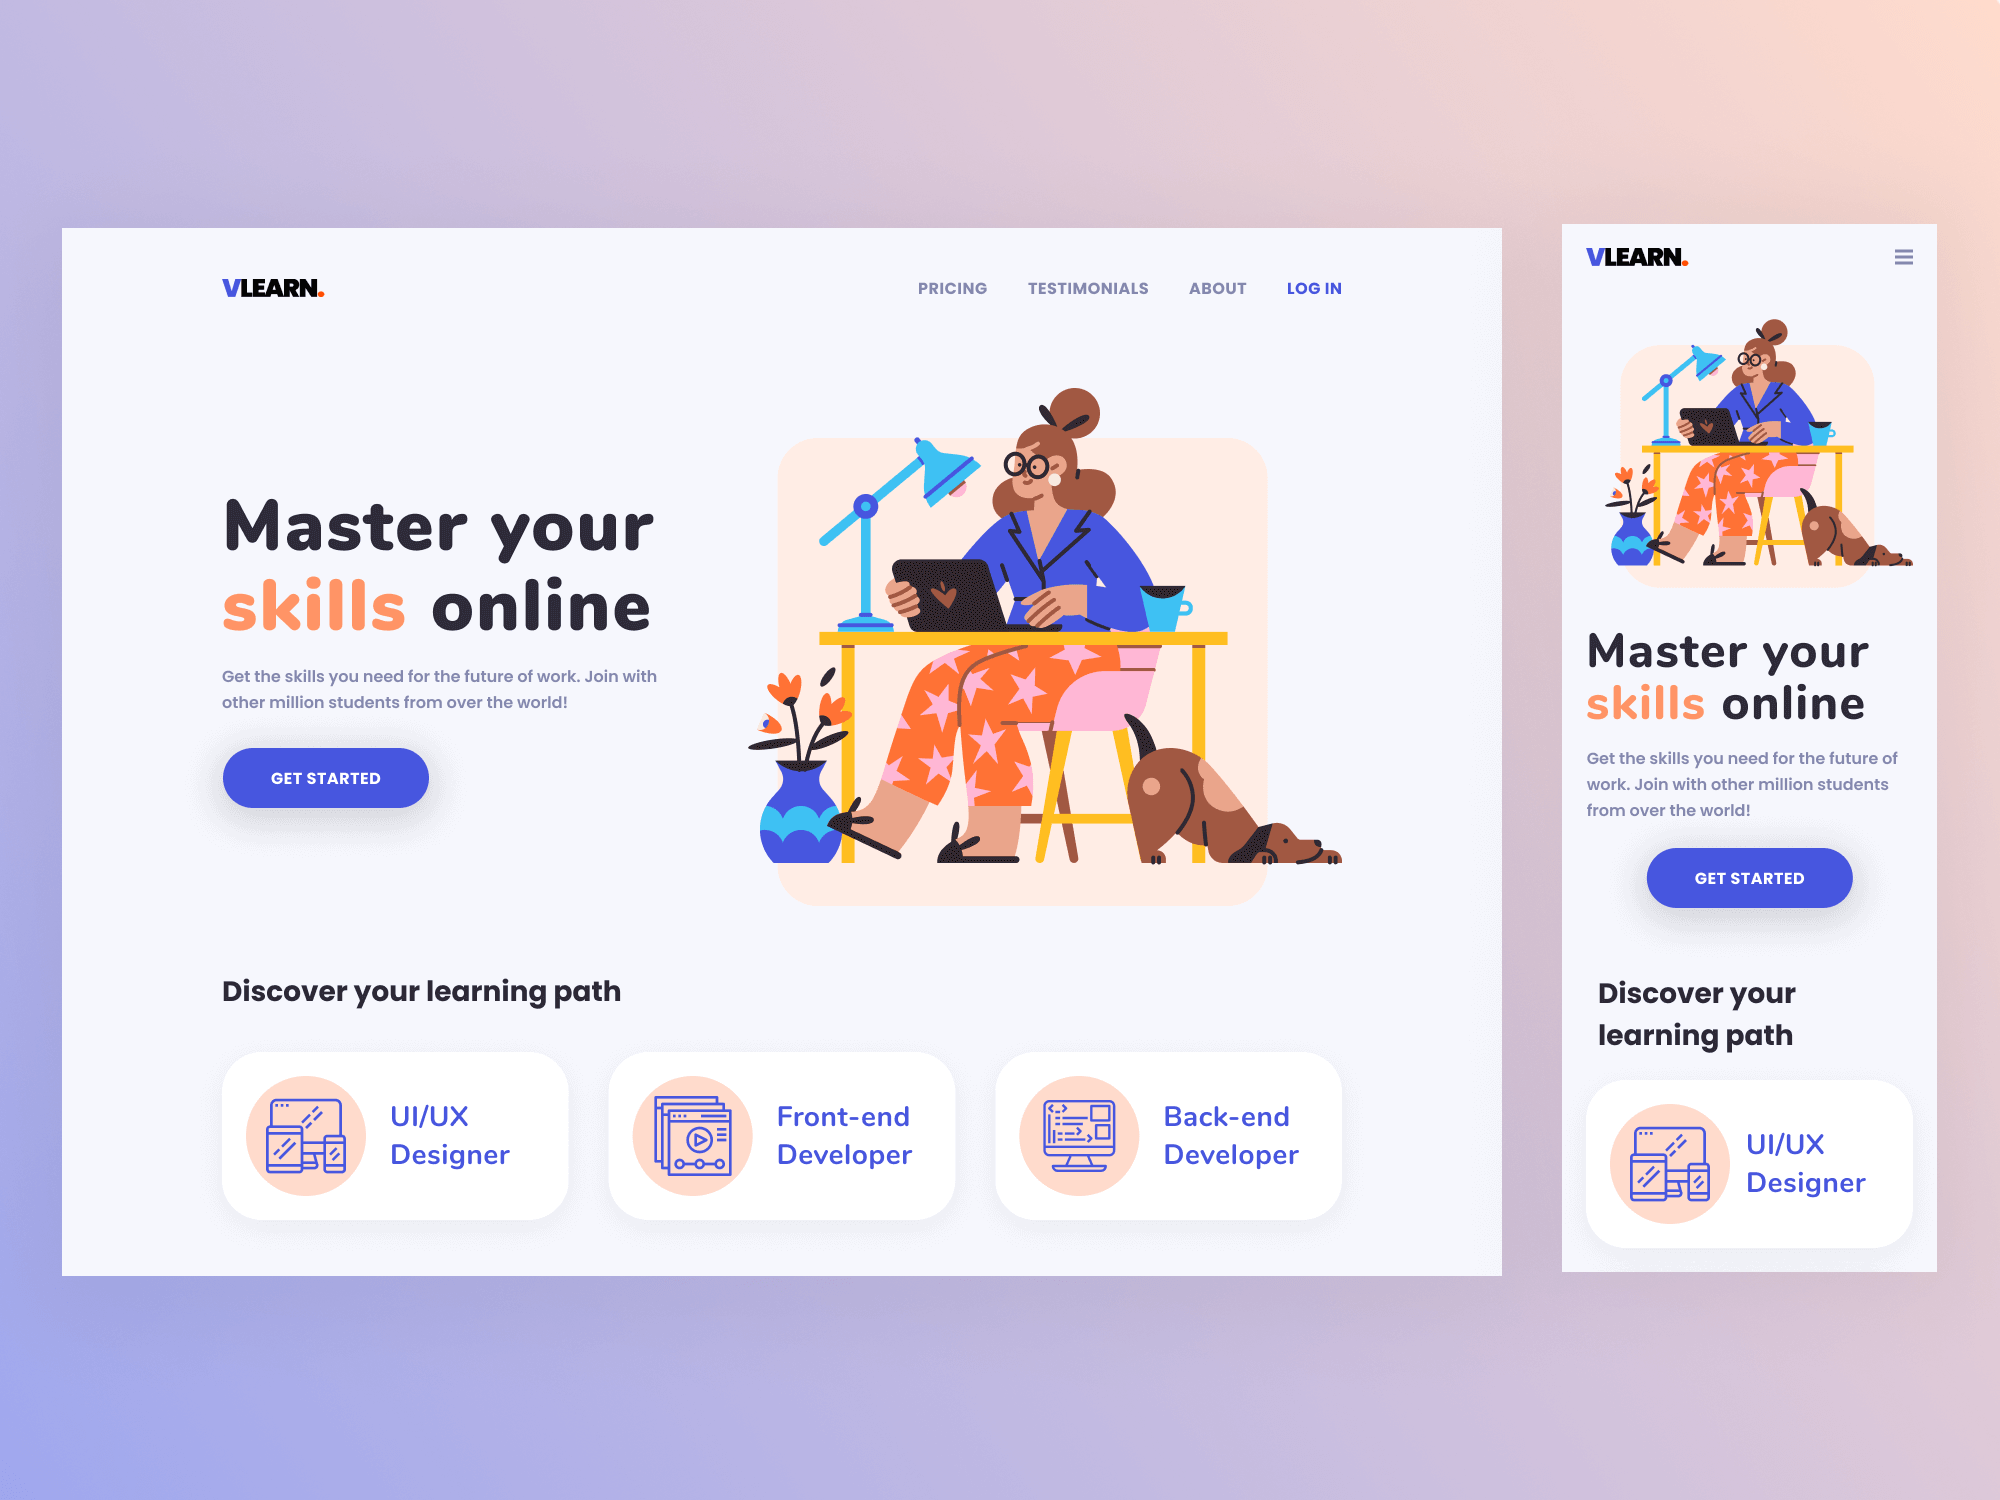 VLEARN.
PRICING TESTIMONIALS ABOUT LOG IN
Master your
skills online
Get the skills you need for the future of work. Join with
other million students from over the world!
GET STARTED
Discover your learning path
UI/UX
Designer
Front-end
Developer
Back-end
Developer
VLEARN.
Master your
skills online
Get the skills you need for the future of
work. Join with other million students
from over the world!
GET STARTED
Discover your
learning path
UI/UX
Designer